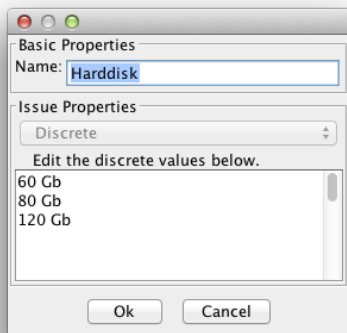 Basic Properties
Name: Harddisk
Issue Properties
Discrete
Edit the discrete values below.
60 Gb
80 Gb
120 Gb
Ok Cancel